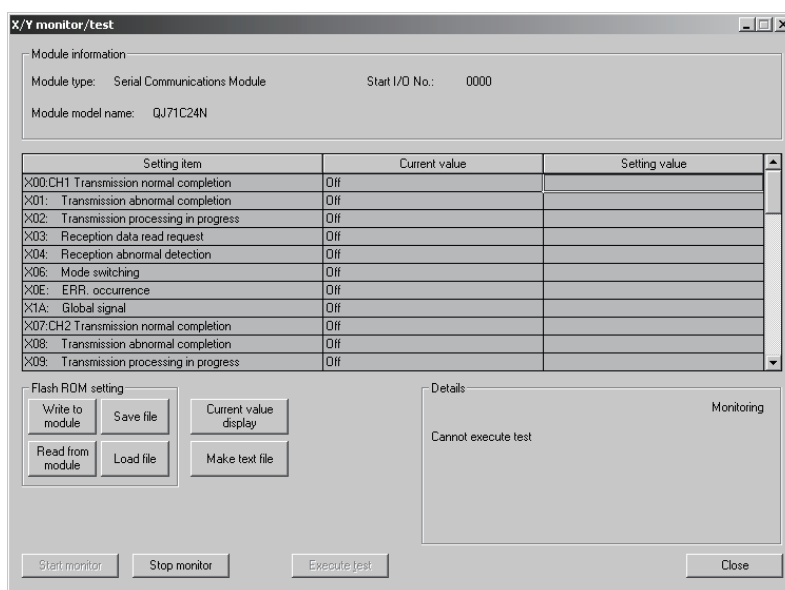 X/Y monitor/test
Module information
Module type: Serial Communications Module Start I/O No.: 0000
Module model name: QJ71C24N
Setting item Current value Setting value
X00:CH1 Transmission normal completion Off
X01: Transmission abnormal completion Off
X02: Transmission processing in progress Off
X03: Reception data read request Off
X04: Reception abnormal detection Off
X06: Mode switching Off
X0E: ERR. occurrence Off
X1A: Global signal Off
X07:CH2 Transmission normal completion Off
X08: Transmission abnormal completion Off
X09: Transmission processing in progress Off
Flash ROM setting
Write to
module
Save file
Current value
display
Read from
module
Load file
Make text file
Details
Monitoring
Cannot execute test
Start monitor Stop monitor Execute test Close